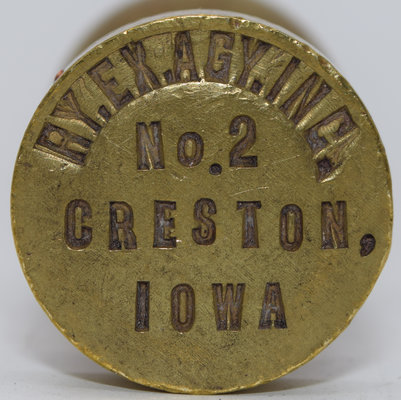 RY.EX.AGY.INC.
No.2
CRESTON,
IOWA